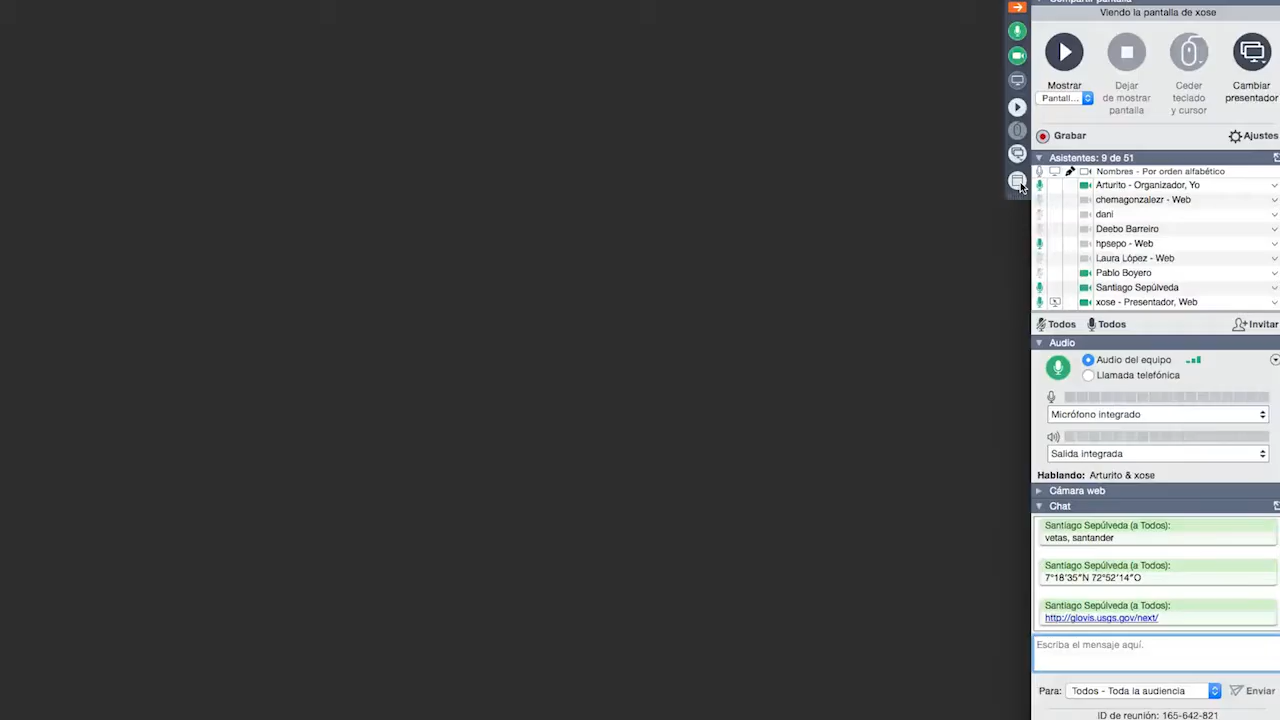 Compartir pantalla
Viendo la pantalla de xose
Mostrar
Pantall...
Dejar
de mostrar
pantalla
Ceder
teclado
y cursor
Cambiar
presentador
Grabar
Ajustes
Asistentes: 9 de 51
Nombres - Por orden alfabético
Arturito - Organizador, Yo
chemagonzalezr - Web
dani
Deebo Barreiro
hpsepo - Web
Laura López - Web
Pablo Boyero
Santiago Sepúlveda
xose - Presentador, Web
Todos
Todos
Invitar
Audio
Audio del equipo
Llamada telefónica
Micrófono integrado
Salida integrada
Hablando: Arturito & xose
Cámara web
Chat
Santiago Sepúlveda (a Todos):
vetas, santander
Santiago Sepúlveda (a Todos):
7°18′35″N 72°52′14″O
Santiago Sepúlveda (a Todos):
http://glovis.usgs.gov/next/
Escriba el mensaje aquí.
Para: Todos - Toda la audiencia
Enviar
ID de reunión: 165-642-821